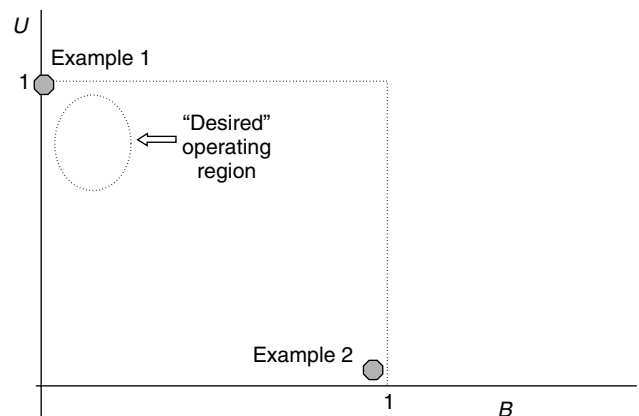 U
Example 1
1
“Desired”
operating
region
Example 2
1
B